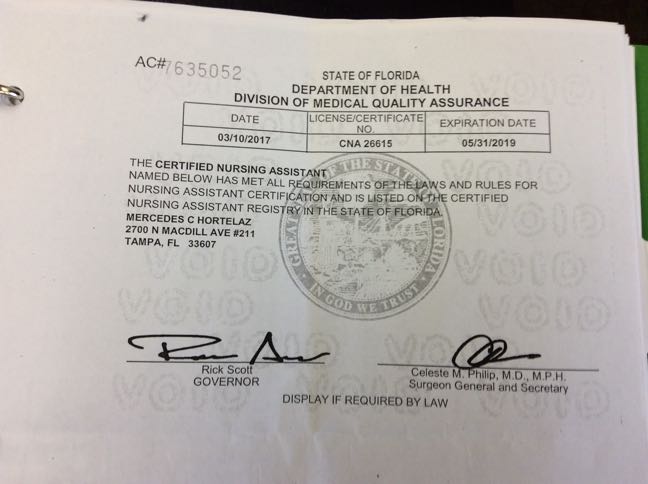 AC# 7635052
STATE OF FLORIDA
DEPARTMENT OF HEALTH
DIVISION OF MEDICAL QUALITY ASSURANCE
DATE LICENSE/CERTIFICATE NO. EXPIRATION DATE
03/10/2017 CNA 26615 05/31/2019
THE CERTIFIED NURSING ASSISTANT
NAMED BELOW HAS MET ALL REQUIREMENTS OF THE LAWS AND RULES FOR
NURSING ASSISTANT CERTIFICATION AND IS LISTED ON THE CERTIFIED
NURSING ASSISTANT REGISTRY IN THE STATE OF FLORIDA.
MERCEDES C HORTELAZ
2700 N MACDILL AVE #211
TAMPA, FL 33607
GREAT SEAL OF THE STATE OF FLORIDA
IN GOD WE TRUST
VOID VOID
VOID VOID
VOID VOID
VOID VOID
Rick Scott
GOVERNOR
Celeste M. Philip, M.D., M.P.H.
Surgeon General and Secretary
DISPLAY IF REQUIRED BY LAW